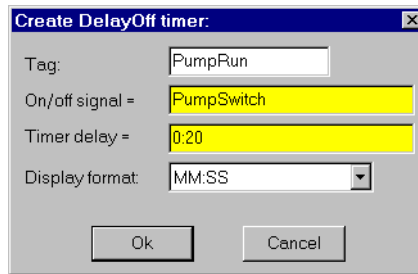 Create DelayOff timer:
Tag: PumpRun
On/off signal = PumpSwitch
Timer delay = 0:20
Display format: MM:SS
Ok Cancel